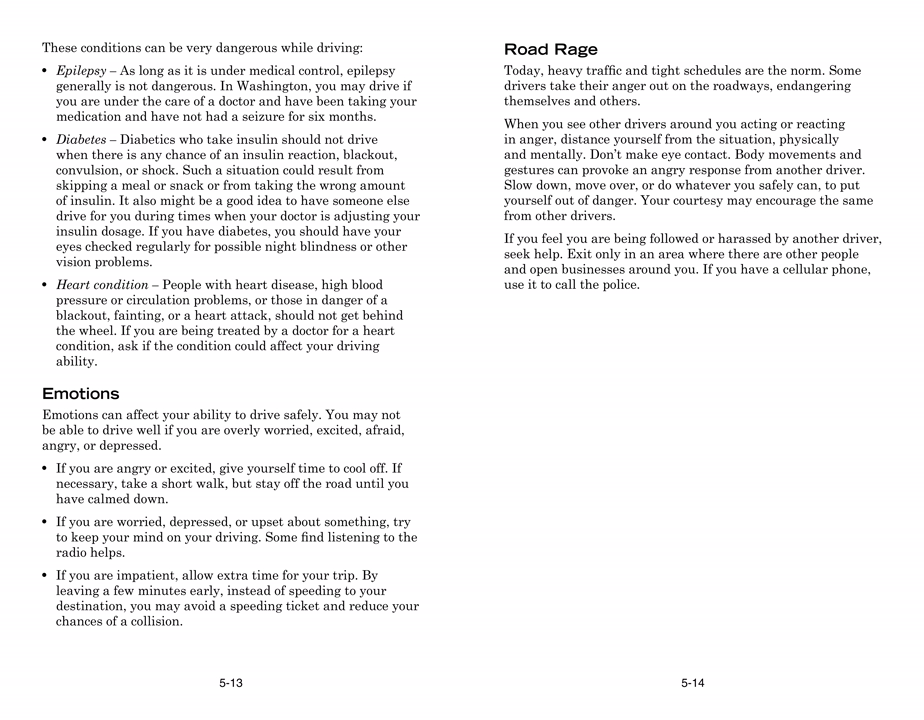 These conditions can be very dangerous while driving:
• Epilepsy – As long as it is under medical control, epilepsy
generally is not dangerous. In Washington, you may drive if
you are under the care of a doctor and have been taking your
medication and have not had a seizure for six months.
• Diabetes – Diabetics who take insulin should not drive
when there is any chance of an insulin reaction, blackout,
convulsion, or shock. Such a situation could result from
skipping a meal or snack or from taking the wrong amount
of insulin. It also might be a good idea to have someone else
drive for you during times when your doctor is adjusting your
insulin dosage. If you have diabetes, you should have your
eyes checked regularly for possible night blindness or other
vision problems.
• Heart condition – People with heart disease, high blood
pressure or circulation problems, or those in danger of a
blackout, fainting, or a heart attack, should not get behind
the wheel. If you are being treated by a doctor for a heart
condition, ask if the condition could affect your driving
ability.
Emotions
Emotions can affect your ability to drive safely. You may not
be able to drive well if you are overly worried, excited, afraid,
angry, or depressed.
• If you are angry or excited, give yourself time to cool off. If
necessary, take a short walk, but stay off the road until you
have calmed down.
• If you are worried, depressed, or upset about something, try
to keep your mind on your driving. Some find listening to the
radio helps.
• If you are impatient, allow extra time for your trip. By
leaving a few minutes early, instead of speeding to your
destination, you may avoid a speeding ticket and reduce your
chances of a collision.
5-13
Road Rage
Today, heavy traffic and tight schedules are the norm. Some
drivers take their anger out on the roadways, endangering
themselves and others.
When you see other drivers around you acting or reacting
in anger, distance yourself from the situation, physically
and mentally. Don't make eye contact. Body movements and
gestures can provoke an angry response from another driver.
Slow down, move over, or do whatever you safely can, to put
yourself out of danger. Your courtesy may encourage the same
from other drivers.
If you feel you are being followed or harassed by another driver,
seek help. Exit only in an area where there are other people
and open businesses around you. If you have a cellular phone,
use it to call the police.
5-14